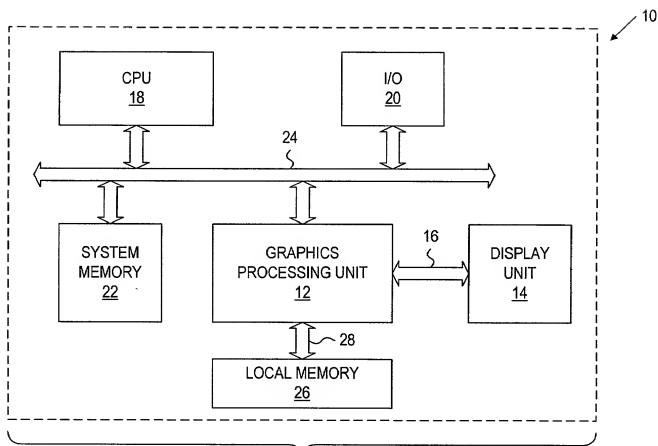 10
CPU
18
I/O
20
24
SYSTEM
MEMORY
22
GRAPHICS
PROCESSING UNIT
12
16
DISPLAY
UNIT
14
28
LOCAL MEMORY
26